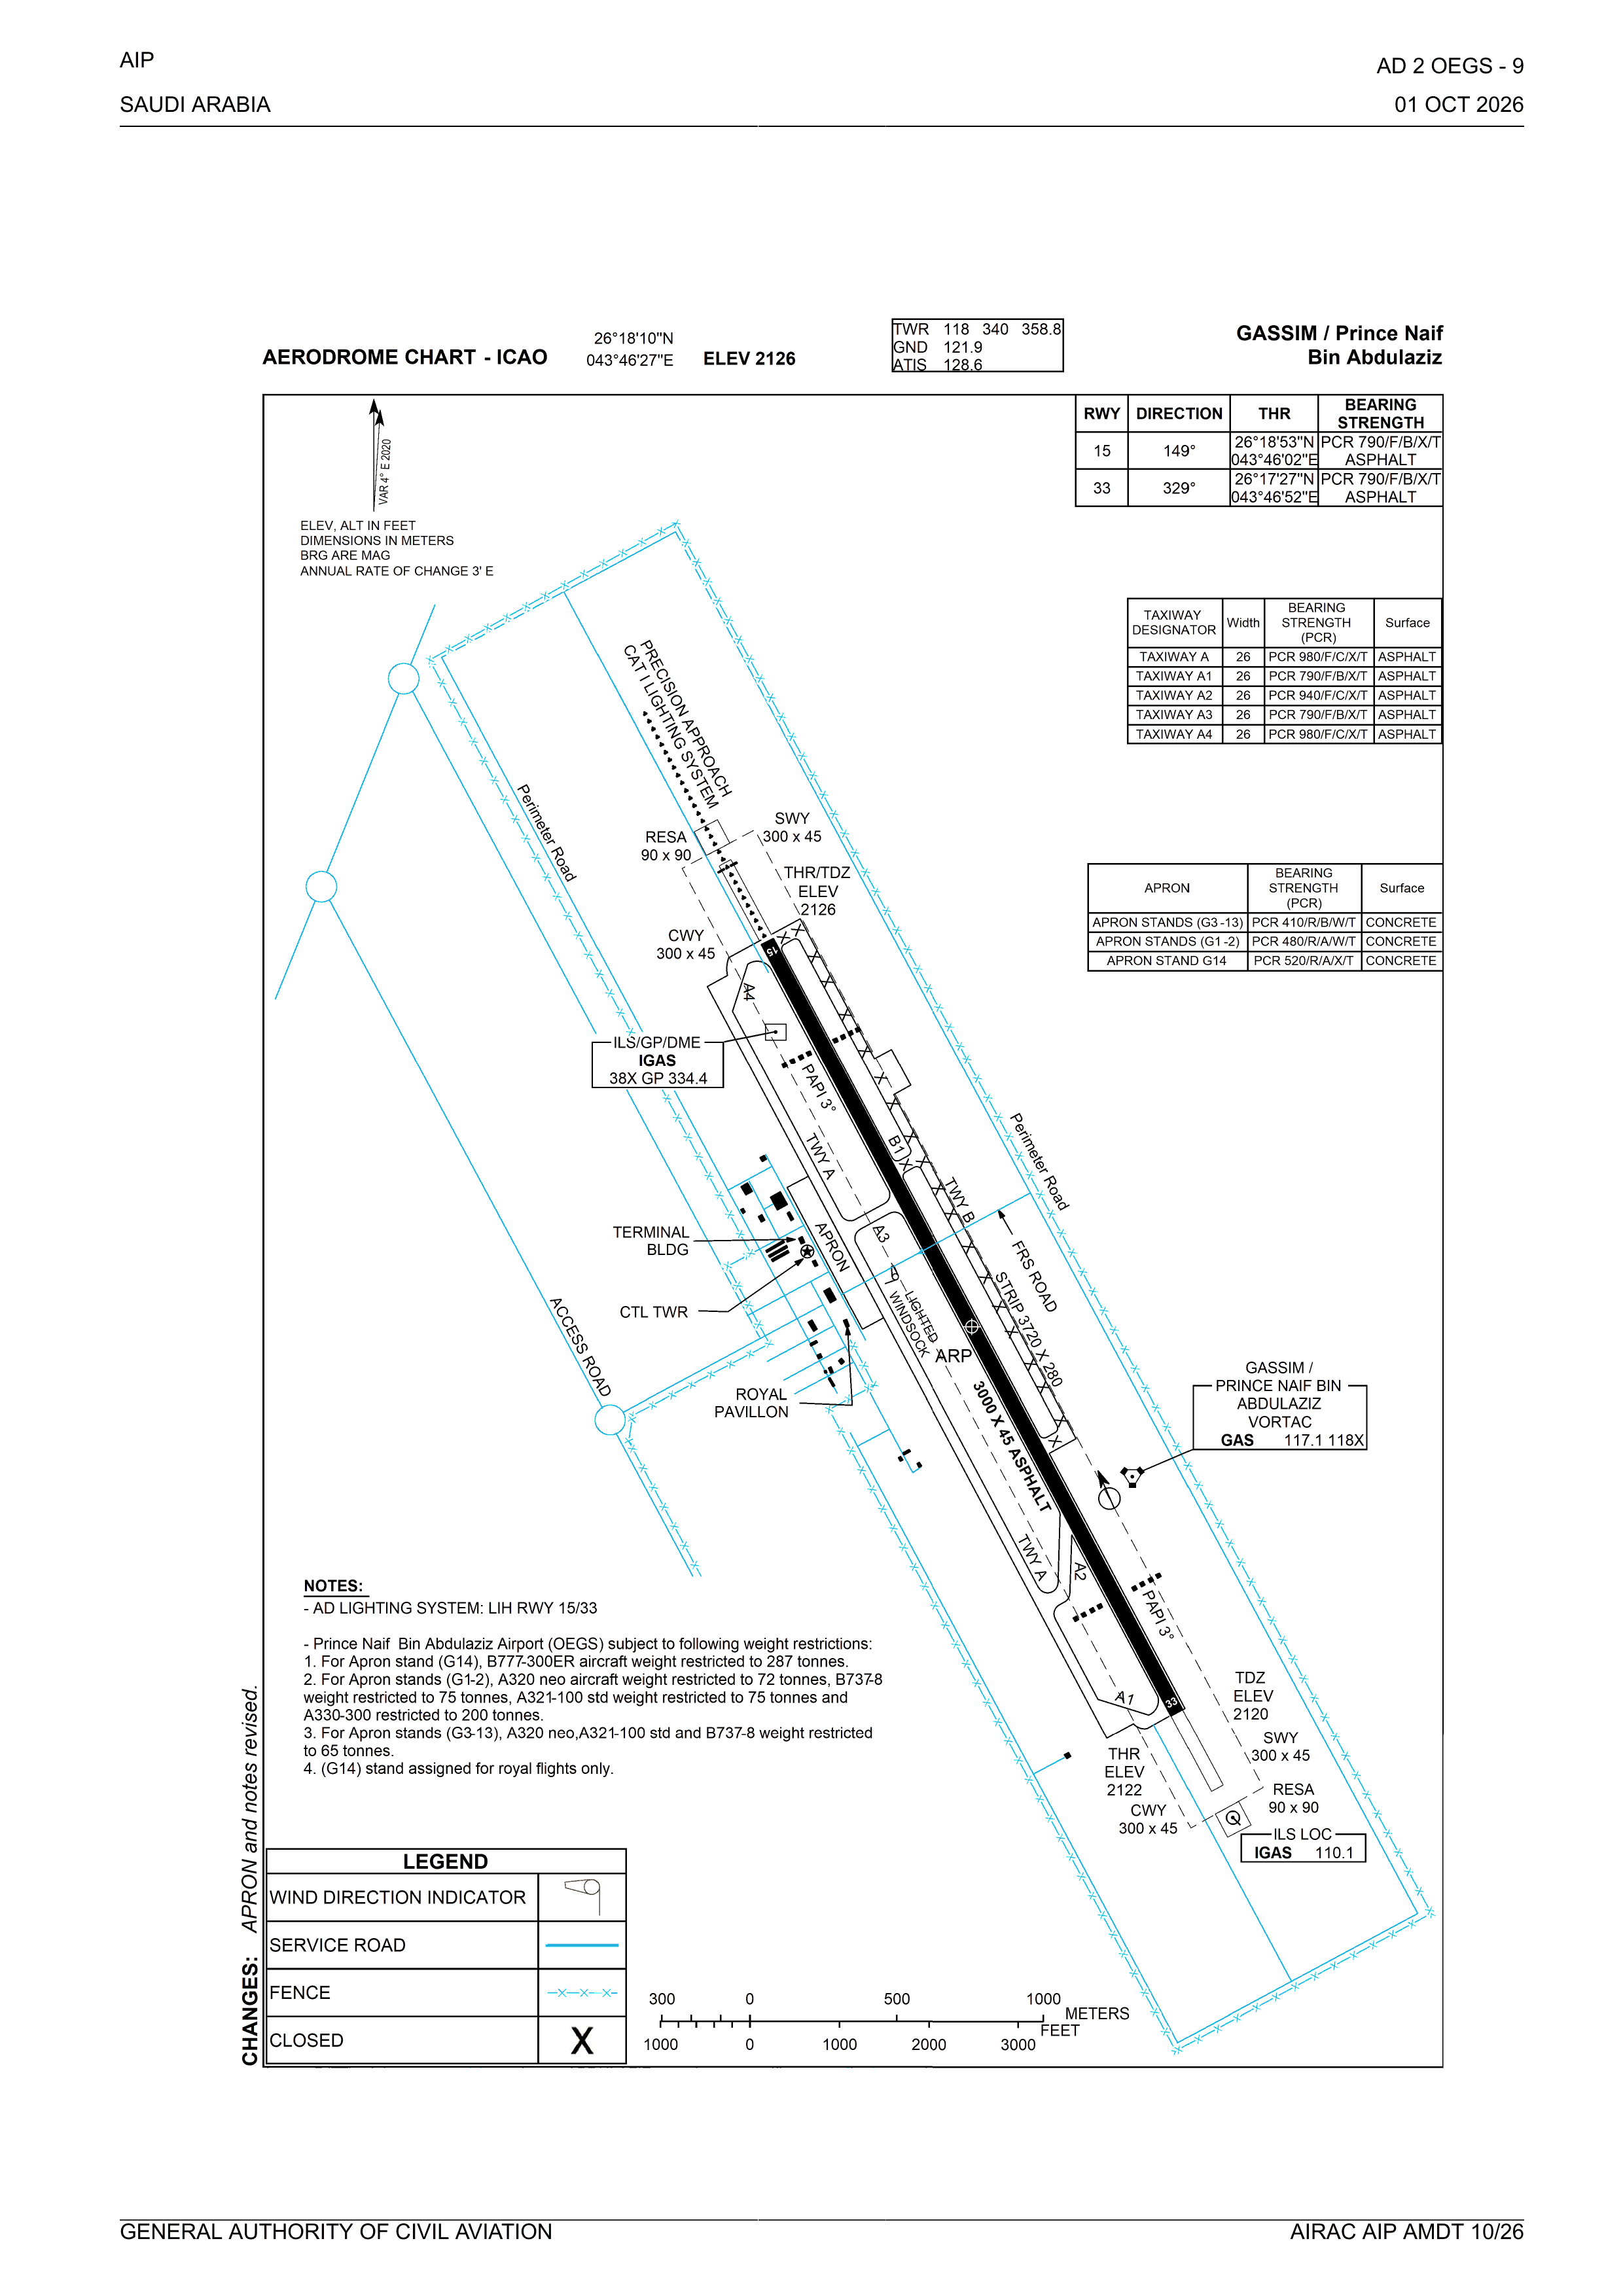 AIP
AD 2 OEGS - 9
SAUDI ARABIA
01 OCT 2026
AERODROME CHART - ICAO
26°18'10"N
043°46'27"E
ELEV 2126
TWR 118 340 358.8
GND 121.9
ATIS 128.6
GASSIM / Prince Naif
Bin Abdulaziz
VAR 4° E 2020
ELEV, ALT IN FEET
DIMENSIONS IN METERS
BRG ARE MAG
ANNUAL RATE OF CHANGE 3' E
RWY DIRECTION THR BEARING STRENGTH
15 149° 26°18'53"N 043°46'02"E PCR 790/F/B/X/T ASPHALT
33 329° 26°17'27"N 043°46'52"E PCR 790/F/B/X/T ASPHALT
TAXIWAY DESIGNATOR Width BEARING STRENGTH (PCR) Surface
TAXIWAY A 26 PCR 980/F/C/X/T ASPHALT
TAXIWAY A1 26 PCR 790/F/B/X/T ASPHALT
TAXIWAY A2 26 PCR 940/F/C/X/T ASPHALT
TAXIWAY A3 26 PCR 790/F/B/X/T ASPHALT
TAXIWAY A4 26 PCR 980/F/C/X/T ASPHALT
APRON BEARING STRENGTH (PCR) Surface
APRON STANDS (G3-13) PCR 410/R/B/W/T CONCRETE
APRON STANDS (G1-2) PCR 480/R/A/W/T CONCRETE
APRON STAND G14 PCR 520/R/A/X/T CONCRETE
PRECISION APPROACH
CAT I LIGHTING SYSTEM
Perimeter Road
RESA
90 x 90
SWY
300 x 45
THR/TDZ
ELEV
2126
CWY
300 x 45
15
A4
ILS/GP/DME
IGAS
38X GP 334.4
PAPI 3°
TWY A
B1
TWY B
Perimeter Road
A3
APRON
TERMINAL
BLDG
CTL TWR
FRS ROAD
STRIP 3720 X 280
LIGHTED
WINDSOCK
ARP
ACCESS ROAD
ROYAL
PAVILLON
3000 X 45 ASPHALT
GASSIM /
PRINCE NAIF BIN
ABDULAZIZ
VORTAC
GAS 117.1 118X
TWY A
A2
PAPI 3°
A1
33
TDZ
ELEV
2120
SWY
300 x 45
THR
ELEV
2122
RESA
90 x 90
CWY
300 x 45
ILS LOC
IGAS 110.1
NOTES:
- AD LIGHTING SYSTEM: LIH RWY 15/33
- Prince Naif Bin Abdulaziz Airport (OEGS) subject to following weight restrictions:
1. For Apron stand (G14), B777-300ER aircraft weight restricted to 287 tonnes.
2. For Apron stands (G1-2), A320 neo aircraft weight restricted to 72 tonnes, B737-8
weight restricted to 75 tonnes, A321-100 std weight restricted to 75 tonnes and
A330-300 restricted to 200 tonnes.
3. For Apron stands (G3-13), A320 neo,A321-100 std and B737-8 weight restricted
to 65 tonnes.
4. (G14) stand assigned for royal flights only.
CHANGES: APRON and notes revised.
LEGEND
WIND DIRECTION INDICATOR
SERVICE ROAD
FENCE
CLOSED X
300 0 500 1000
METERS
FEET
1000 0 1000 2000 3000
GENERAL AUTHORITY OF CIVIL AVIATION
AIRAC AIP AMDT 10/26